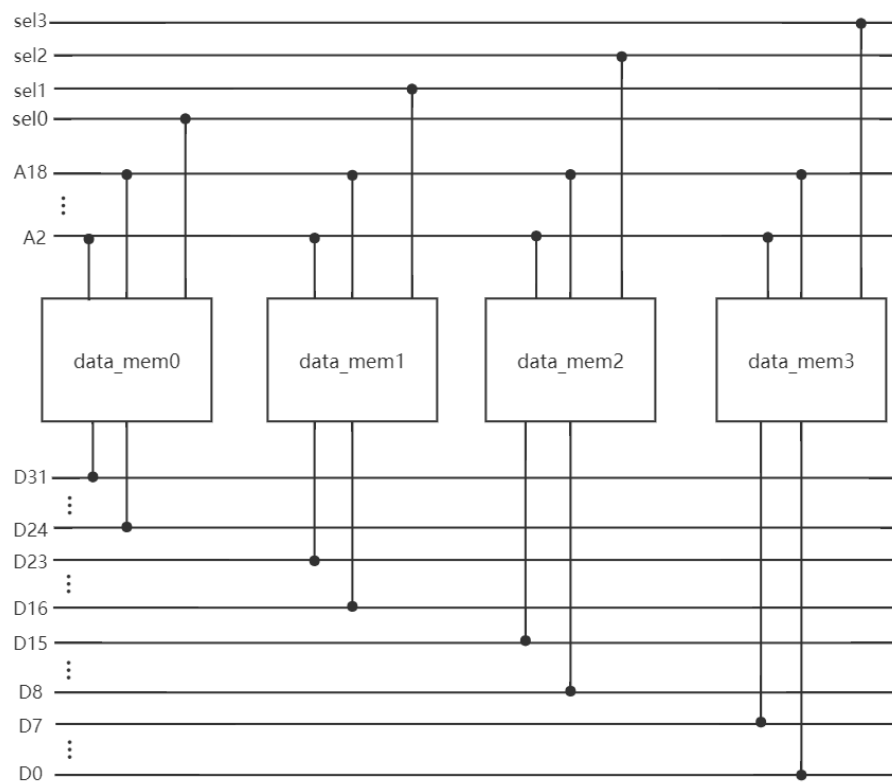 sel3
sel2
sel1
sel0
A18
⋮
A2
data_mem0 data_mem1 data_mem2 data_mem3
D31
⋮
D24
D23
⋮
D16
D15
⋮
D8
D7
⋮
D0